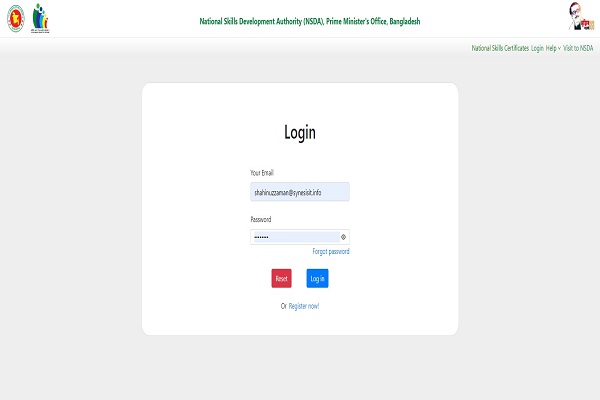 National Skills Development Authority (NSDA), Prime Minister's Office, Bangladesh
National Skills Certificates Login Help Visit to NSDA
Login
Your Email
shahinuzzaman@synesisit.info
Password
•••••••
Forgot password
Reset Log in
Or Register now!